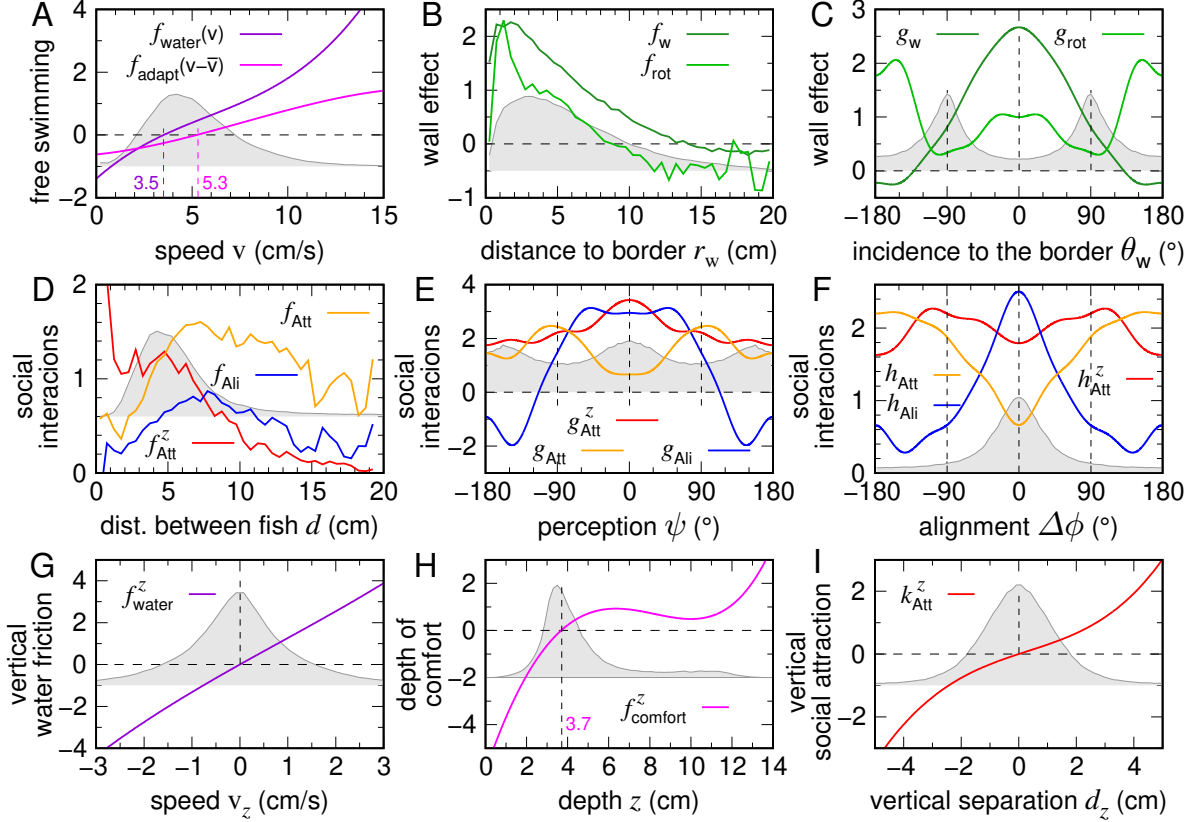 A
free swimming
4
2
0
−2
f_water(v)
f_adapt(v−v̅)
3.5
5.3
0 5 10 15
speed v (cm/s)
B
wall effect
3
2
1
0
−1
f_w
f_rot
0 5 10 15 20
distance to border r_w (cm)
C
wall effect
3
2
1
0
g_w
g_rot
−180 −90 0 90 180
incidence to the border θ_w (°)
D
social
interacions
2
1
0
f_Att
f_Ali
f^z_Att
0 5 10 15 20
dist. between fish d (cm)
E
social
interacions
4
2
0
−2
g^z_Att
g_Att
g_Ali
−180 −90 0 90 180
perception ψ (°)
F
social
interacions
2
1
0
h_Att
h_Ali
h^z_Att
−180 −90 0 90 180
alignment Δϕ (°)
G
vertical
water friction
4
2
0
−2
−4
f^z_water
−3 −2 −1 0 1 2 3
speed v_z (cm/s)
H
depth of
comfort
2
0
−2
−4
f^z_comfort
3.7
0 2 4 6 8 10 12 14
depth z (cm)
I
vertical
social attraction
2
0
−2
k^z_Att
−4 −2 0 2 4
vertical separation d_z (cm)